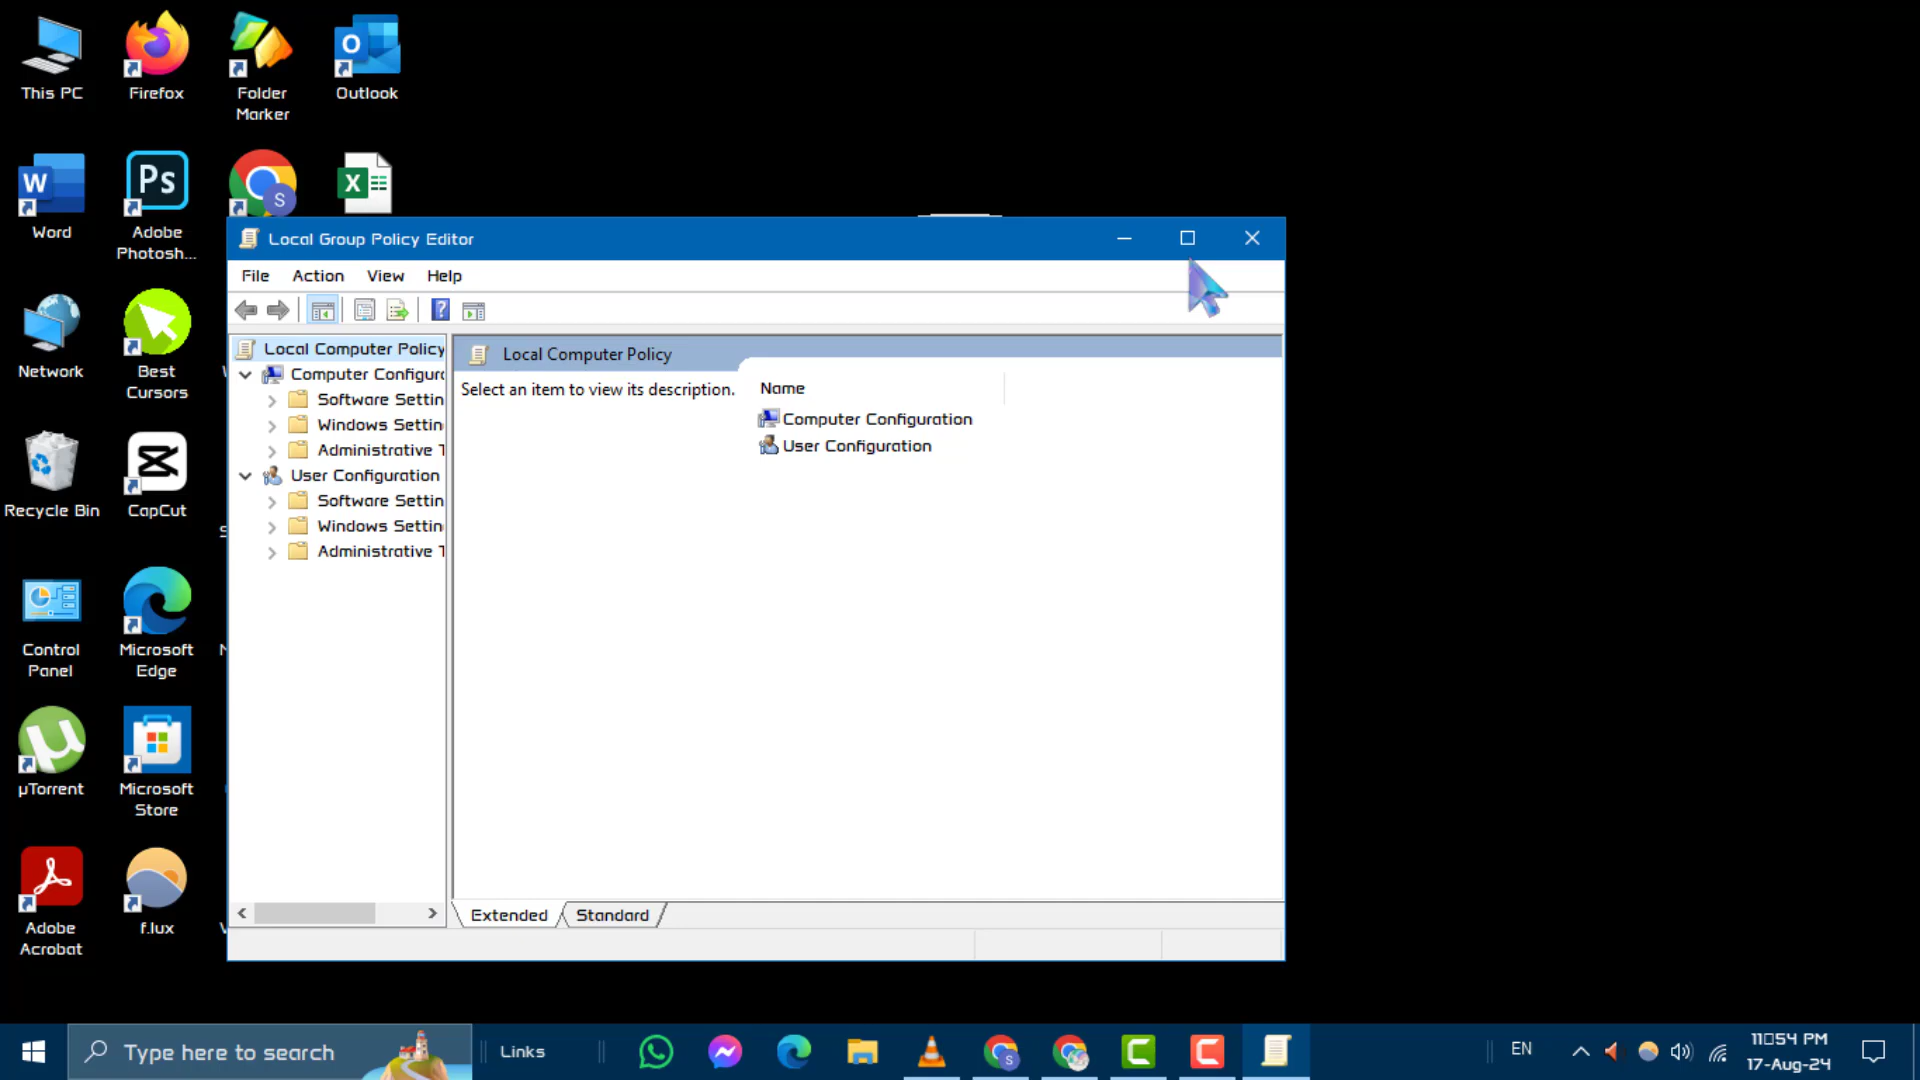 This PC
Firefox
Folder
Marker
Outlook
Word
Adobe
Photosh...
Network
Best
Cursors
Recycle Bin
CapCut
Control
Panel
Microsoft
Edge
µTorrent
Microsoft
Store
Adobe
Acrobat
f.lux
Local Group Policy Editor
File Action View Help
Local Computer Policy
Computer Configura
Software Settin
Windows Settin
Administrative T
User Configuration
Software Settin
Windows Settin
Administrative T
Local Computer Policy
Select an item to view its description.
Name
Computer Configuration
User Configuration
Extended Standard
Type here to search
Links
EN
11□54 PM
17-Aug-24